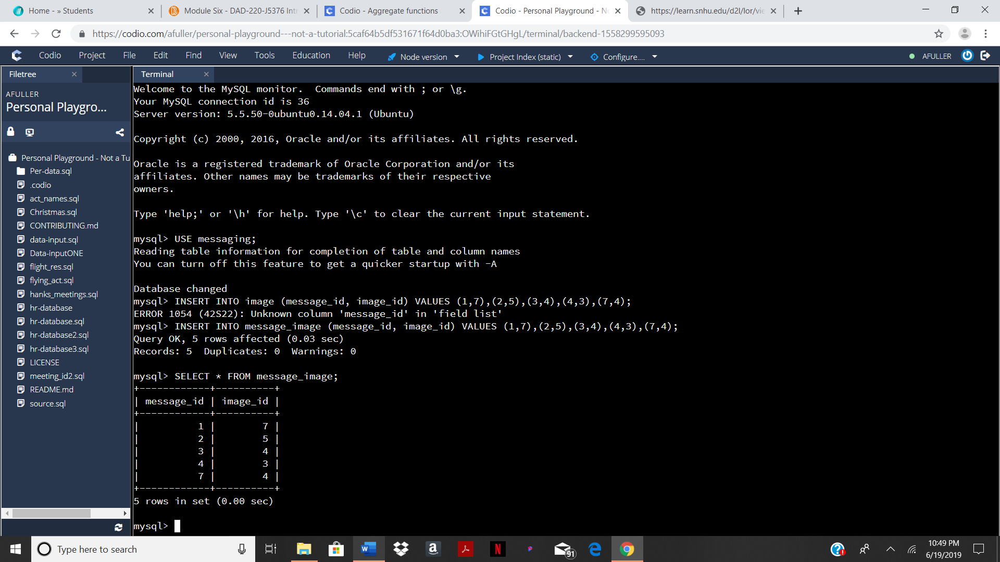 Home - » Students
Module Six - DAD-220-J5376 Int
Codio - Aggregate functions
Codio - Personal Playground - No
https://learn.snhu.edu/d2l/lor/vie
https://codio.com/afuller/personal-playground---not-a-tutorial:5caf64b5df531671f64d0ba3:OWihiFGtGHgL/terminal/backend-1558299595093
Codio Project File Edit Find View Tools Education Help Node version Project Index (static) Configure.... AFULLER
Filetree
Terminal
AFULLER
Personal Playgro...
Personal Playground - Not a Tu
Per-data.sql
.codio
act_names.sql
Christmas.sql
CONTRIBUTING.md
data-input.sql
Data-inputONE
flight_res.sql
flying_act.sql
hanks_meetings.sql
hr-database
hr-database.sql
hr-database2.sql
hr-database3.sql
LICENSE
meeting_id2.sql
README.md
source.sql
Welcome to the MySQL monitor.  Commands end with ; or \g.
Your MySQL connection id is 36
Server version: 5.5.50-0ubuntu0.14.04.1 (Ubuntu)
Copyright (c) 2000, 2016, Oracle and/or its affiliates. All rights reserved.
Oracle is a registered trademark of Oracle Corporation and/or its
affiliates. Other names may be trademarks of their respective
owners.
Type 'help;' or '\h' for help. Type '\c' to clear the current input statement.
mysql> USE messaging;
Reading table information for completion of table and column names
You can turn off this feature to get a quicker startup with -A
Database changed
mysql> INSERT INTO image (message_id, image_id) VALUES (1,7),(2,5),(3,4),(4,3),(7,4);
ERROR 1054 (42S22): Unknown column 'message_id' in 'field list'
mysql> INSERT INTO message_image (message_id, image_id) VALUES (1,7),(2,5),(3,4),(4,3),(7,4);
Query OK, 5 rows affected (0.03 sec)
Records: 5  Duplicates: 0  Warnings: 0
mysql> SELECT * FROM message_image;
+------------+----------+
| message_id | image_id |
+------------+----------+
|          1 |        7 |
|          2 |        5 |
|          3 |        4 |
|          4 |        3 |
|          7 |        4 |
+------------+----------+
5 rows in set (0.00 sec)
mysql>
Type here to search
91
10:49 PM
6/19/2019